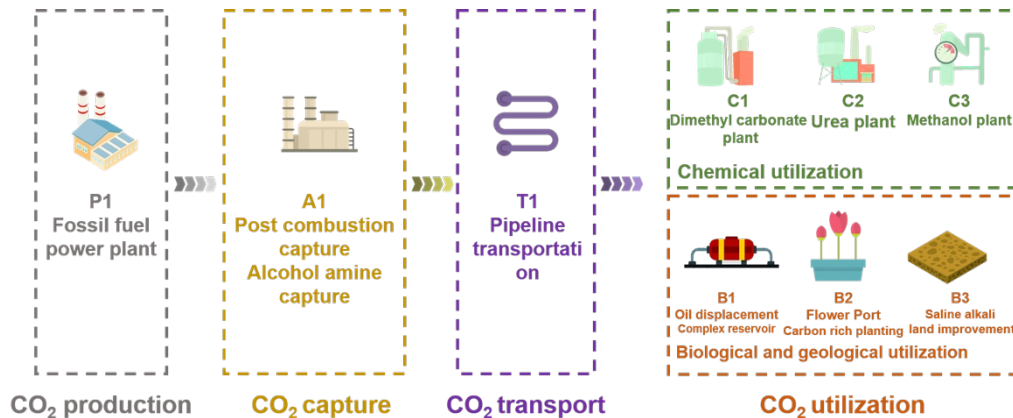 P1
Fossil fuel
power plant
A1
Post combustion
capture
Alcohol amine
capture
T1
Pipeline
transportati
on
C1
Dimethyl carbonate
plant
C2
Urea plant
C3
Methanol plant
Chemical utilization
B1
Oil displacement
Complex reservoir
B2
Flower Port
Carbon rich planting
B3
Saline alkali
land improvement
Biological and geological utilization
CO₂ production
CO₂ capture
CO₂ transport
CO₂ utilization